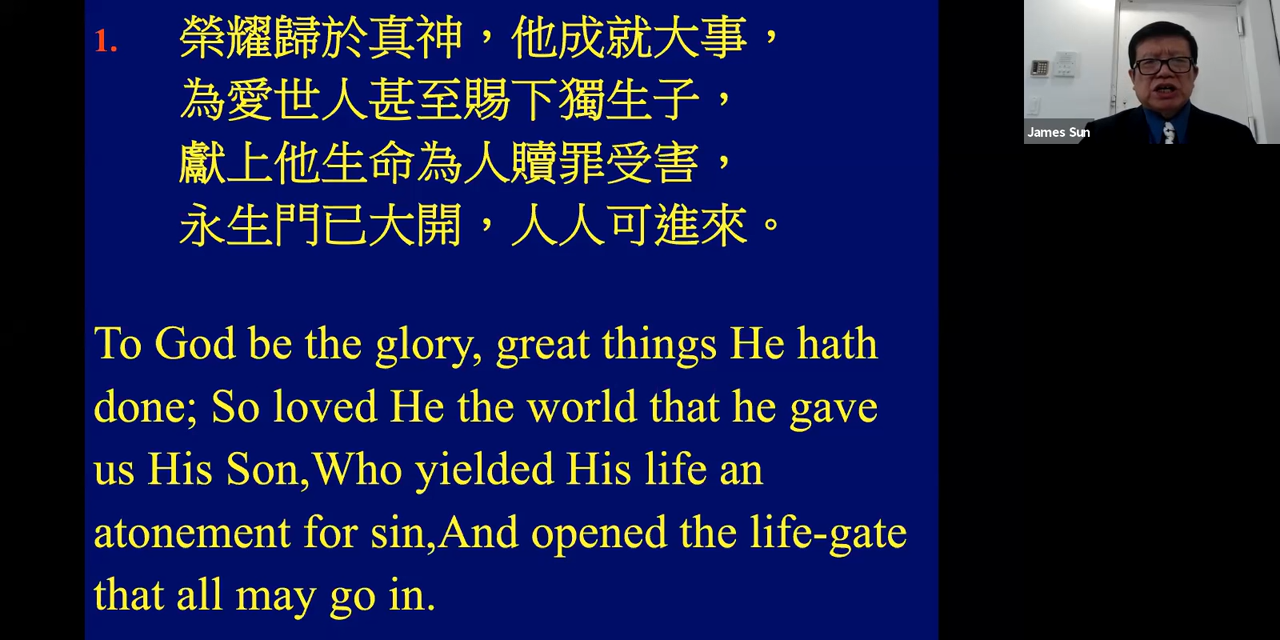 1. 榮耀歸於真神，他成就大事，
為愛世人甚至賜下獨生子，
獻上他生命為人贖罪受害，
永生門已大開，人人可進來。
To God be the glory, great things He hath
done; So loved He the world that he gave
us His Son,Who yielded His life an
atonement for sin,And opened the life-gate
that all may go in.
James Sun